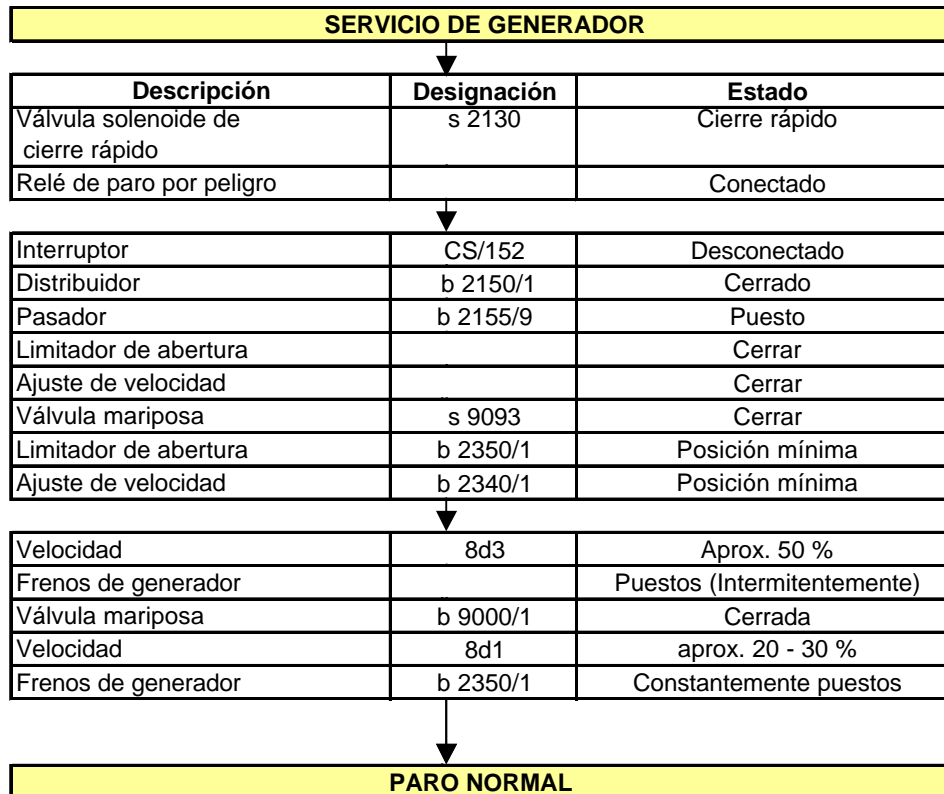 SERVICIO DE GENERADOR
Descripción Designación Estado
Válvula solenoide de s 2130 Cierre rápido
cierre rápido
Relé de paro por peligro Conectado
Interruptor CS/152 Desconectado
Distribuidor b 2150/1 Cerrado
Pasador b 2155/9 Puesto
Limitador de abertura Cerrar
Ajuste de velocidad Cerrar
Válvula mariposa s 9093 Cerrar
Limitador de abertura b 2350/1 Posición mínima
Ajuste de velocidad b 2340/1 Posición mínima
Velocidad 8d3 Aprox. 50 %
Frenos de generador Puestos (Intermitentemente)
Válvula mariposa b 9000/1 Cerrada
Velocidad 8d1 aprox. 20 - 30 %
Frenos de generador b 2350/1 Constantemente puestos
PARO NORMAL